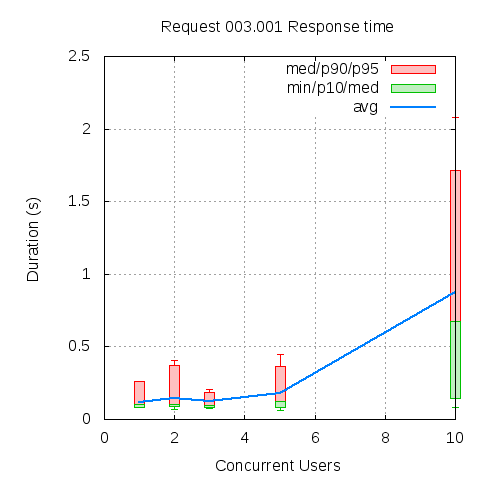 Request 003.001 Response time
med/p90/p95
min/p10/med
avg
2.5
2
1.5
1
0.5
0
Duration (s)
0 2 4 6 8 10
Concurrent Users